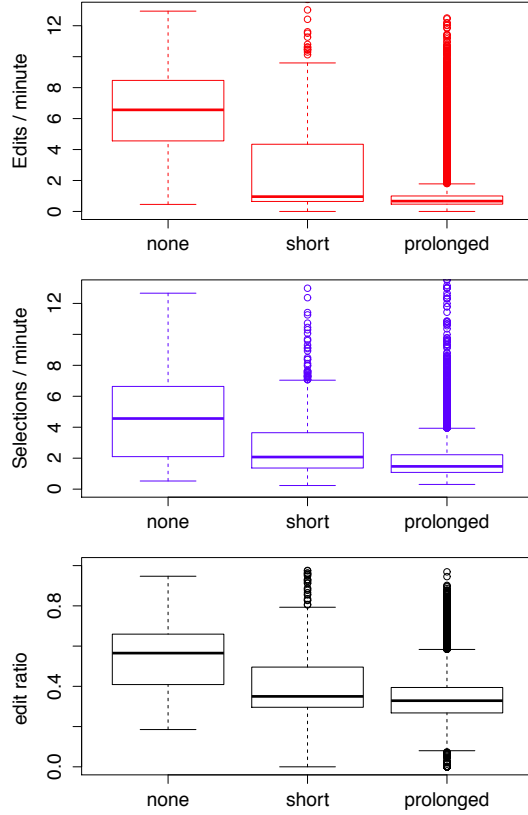 Edits / minute
12
8
6
4
2
0
none short prolonged
Selections / minute
12
8
6
4
2
0
none short prolonged
edit ratio
0.8
0.4
0.0
none short prolonged